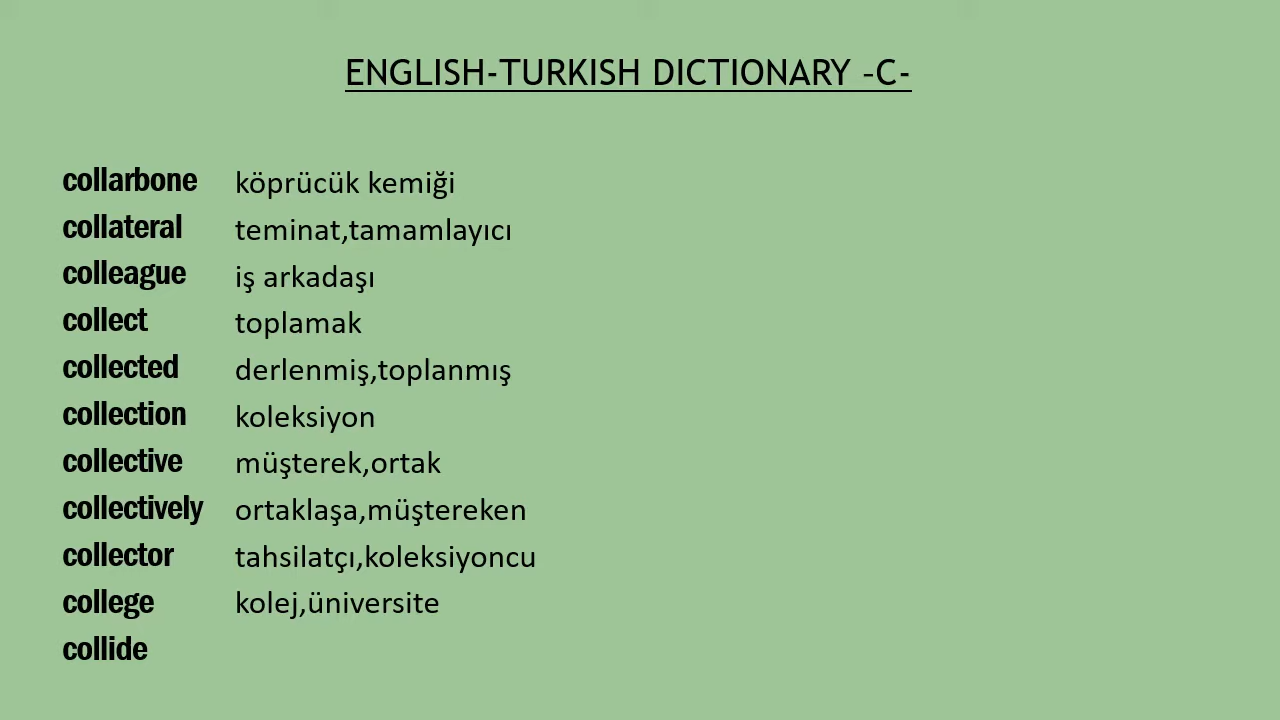 ENGLISH-TURKISH DICTIONARY –C-
collarbone köprücük kemiği
collateral teminat,tamamlayıcı
colleague iş arkadaşı
collect toplamak
collected derlenmiş,toplanmış
collection koleksiyon
collective müşterek,ortak
collectively ortaklaşa,müştereken
collector tahsilatçı,koleksiyoncu
college kolej,üniversite
collide